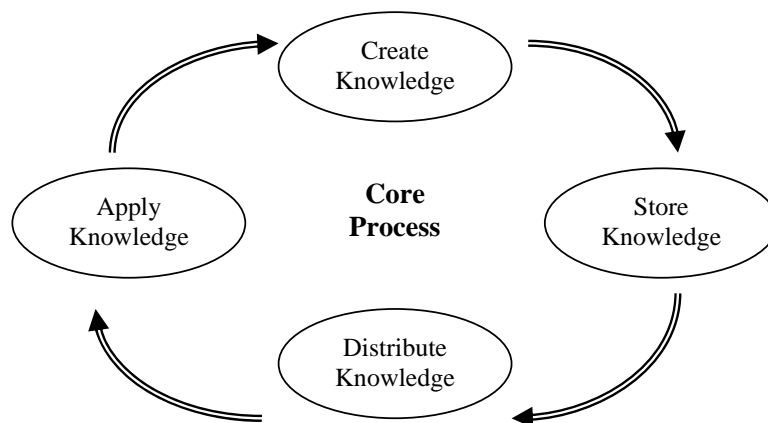 Create
Knowledge
Apply
Knowledge
Core
Process
Store
Knowledge
Distribute
Knowledge